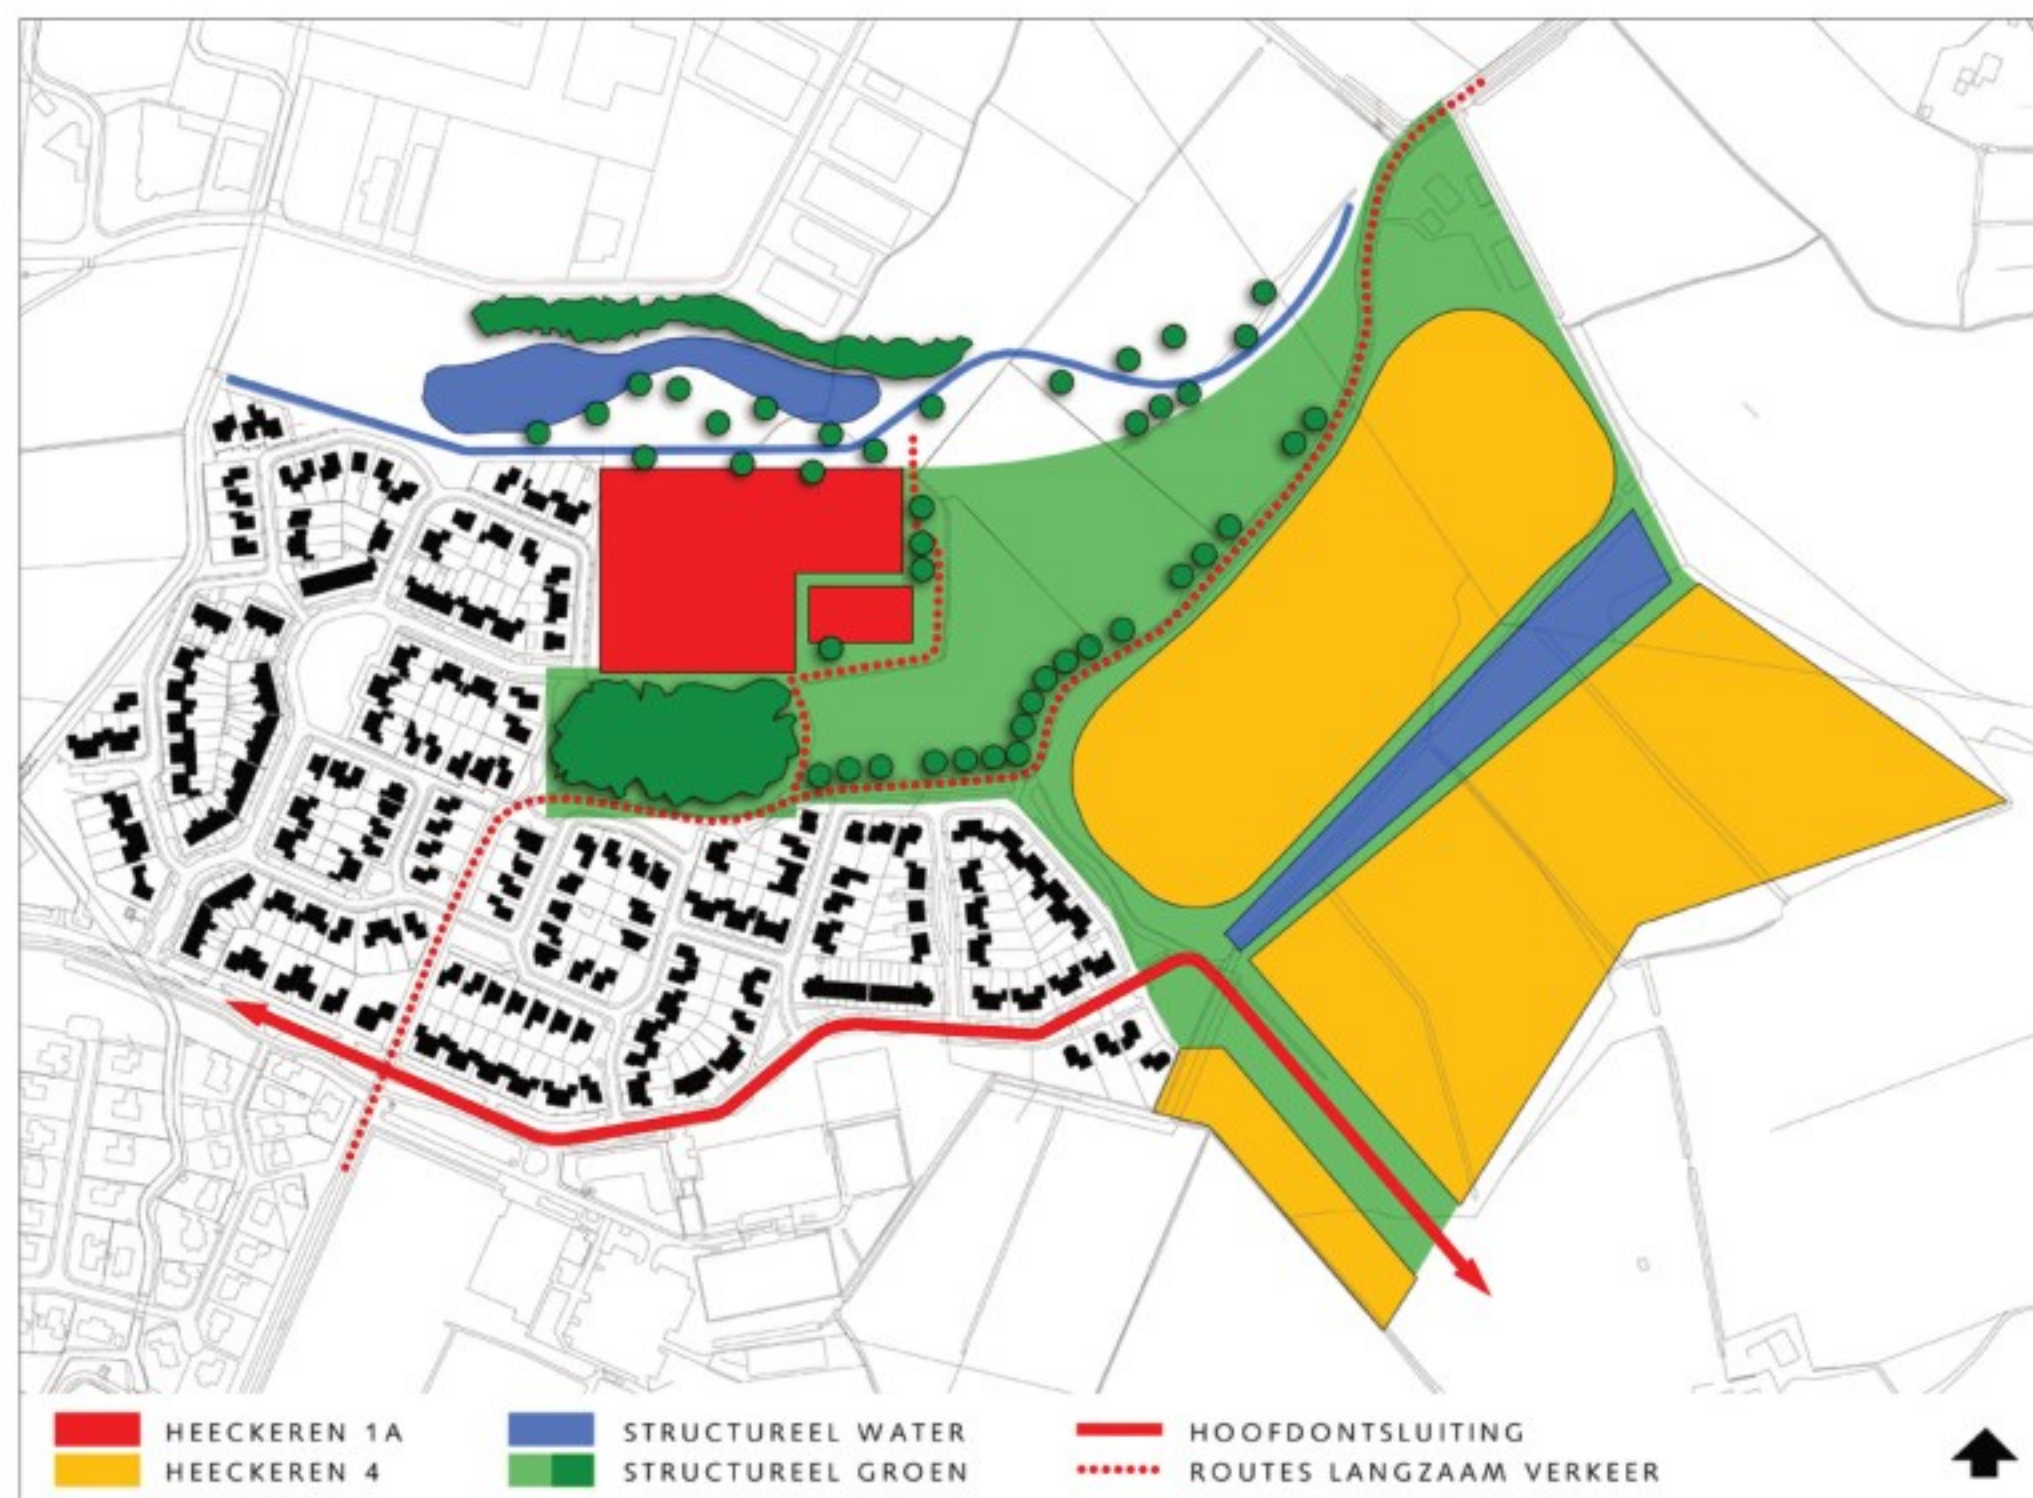 HEECKEREN 1A
HEECKEREN 4
STRUCTUREEL WATER
STRUCTUREEL GROEN
HOOFDONTSLUITING
ROUTES LANGZAAM VERKEER